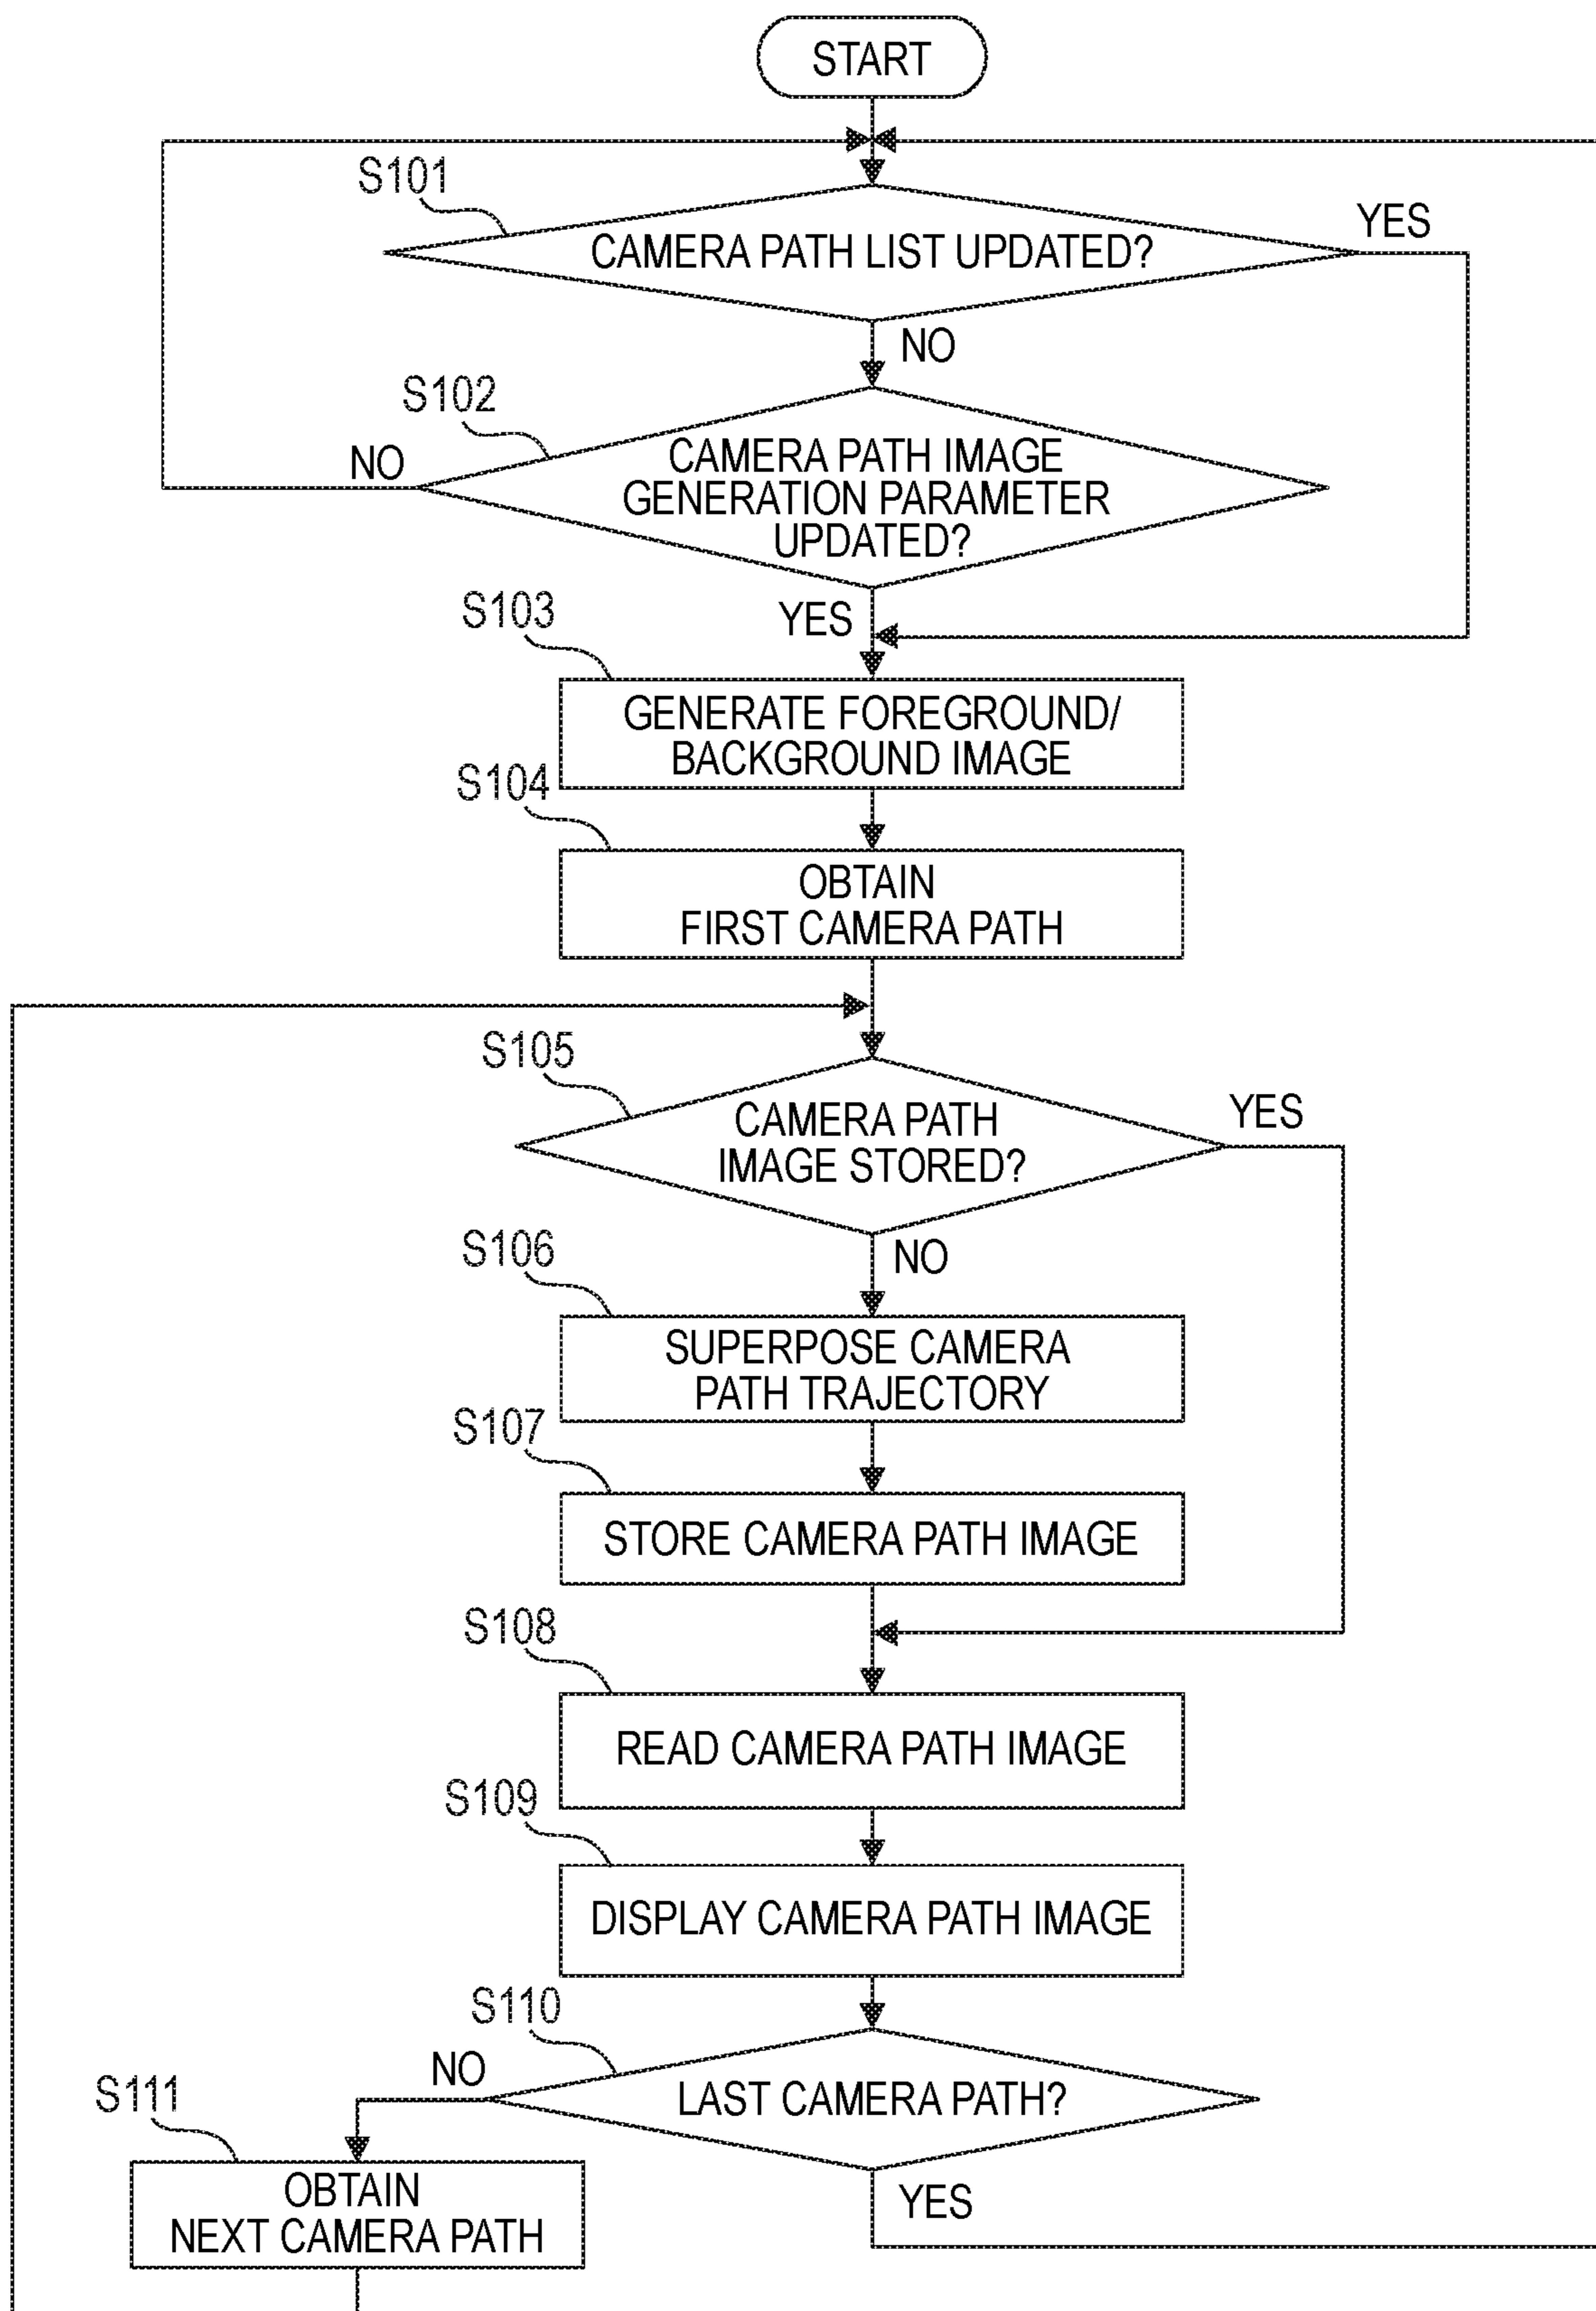 START
S101
YES
CAMERA PATH LIST UPDATED?
NO
S102
NO
CAMERA PATH IMAGE
GENERATION PARAMETER
UPDATED?
S103
YES
GENERATE FOREGROUND/
BACKGROUND IMAGE
S104
OBTAIN
FIRST CAMERA PATH
S105
YES
CAMERA PATH
IMAGE STORED?
S106
NO
SUPERPOSE CAMERA
PATH TRAJECTORY
S107
STORE CAMERA PATH IMAGE
S108
READ CAMERA PATH IMAGE
S109
DISPLAY CAMERA PATH IMAGE
S110
NO
LAST CAMERA PATH?
S111
YES
OBTAIN
NEXT CAMERA PATH